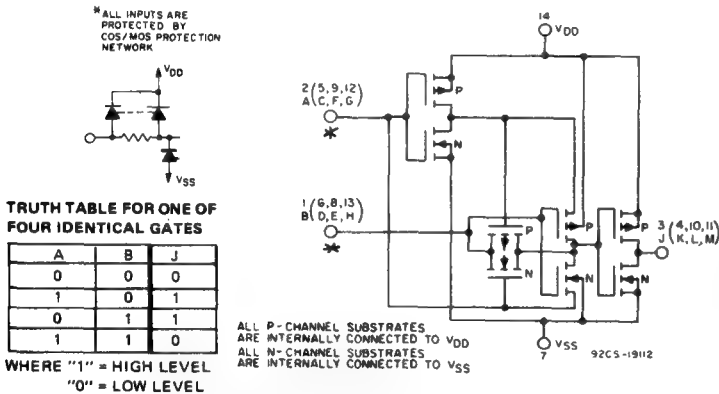 *ALL INPUTS ARE
PROTECTED BY
COS/MOS PROTECTION
NETWORK
VDD
VSS
TRUTH TABLE FOR ONE OF
FOUR IDENTICAL GATES
A B J
0 0 0
1 0 1
0 1 1
1 1 0
WHERE "1" = HIGH LEVEL
"0" = LOW LEVEL
14
VDD
2 (5,9,12)
A (C,F,G)
*
P
N
1 (6,8,13)
B (D,E,H)
*
P
N
P
N
P
N
3 (4,10,11)
J (K,L,M)
ALL P-CHANNEL SUBSTRATES
ARE INTERNALLY CONNECTED TO VDD
ALL N-CHANNEL SUBSTRATES
ARE INTERNALLY CONNECTED TO VSS
VSS
7
92CS-19112